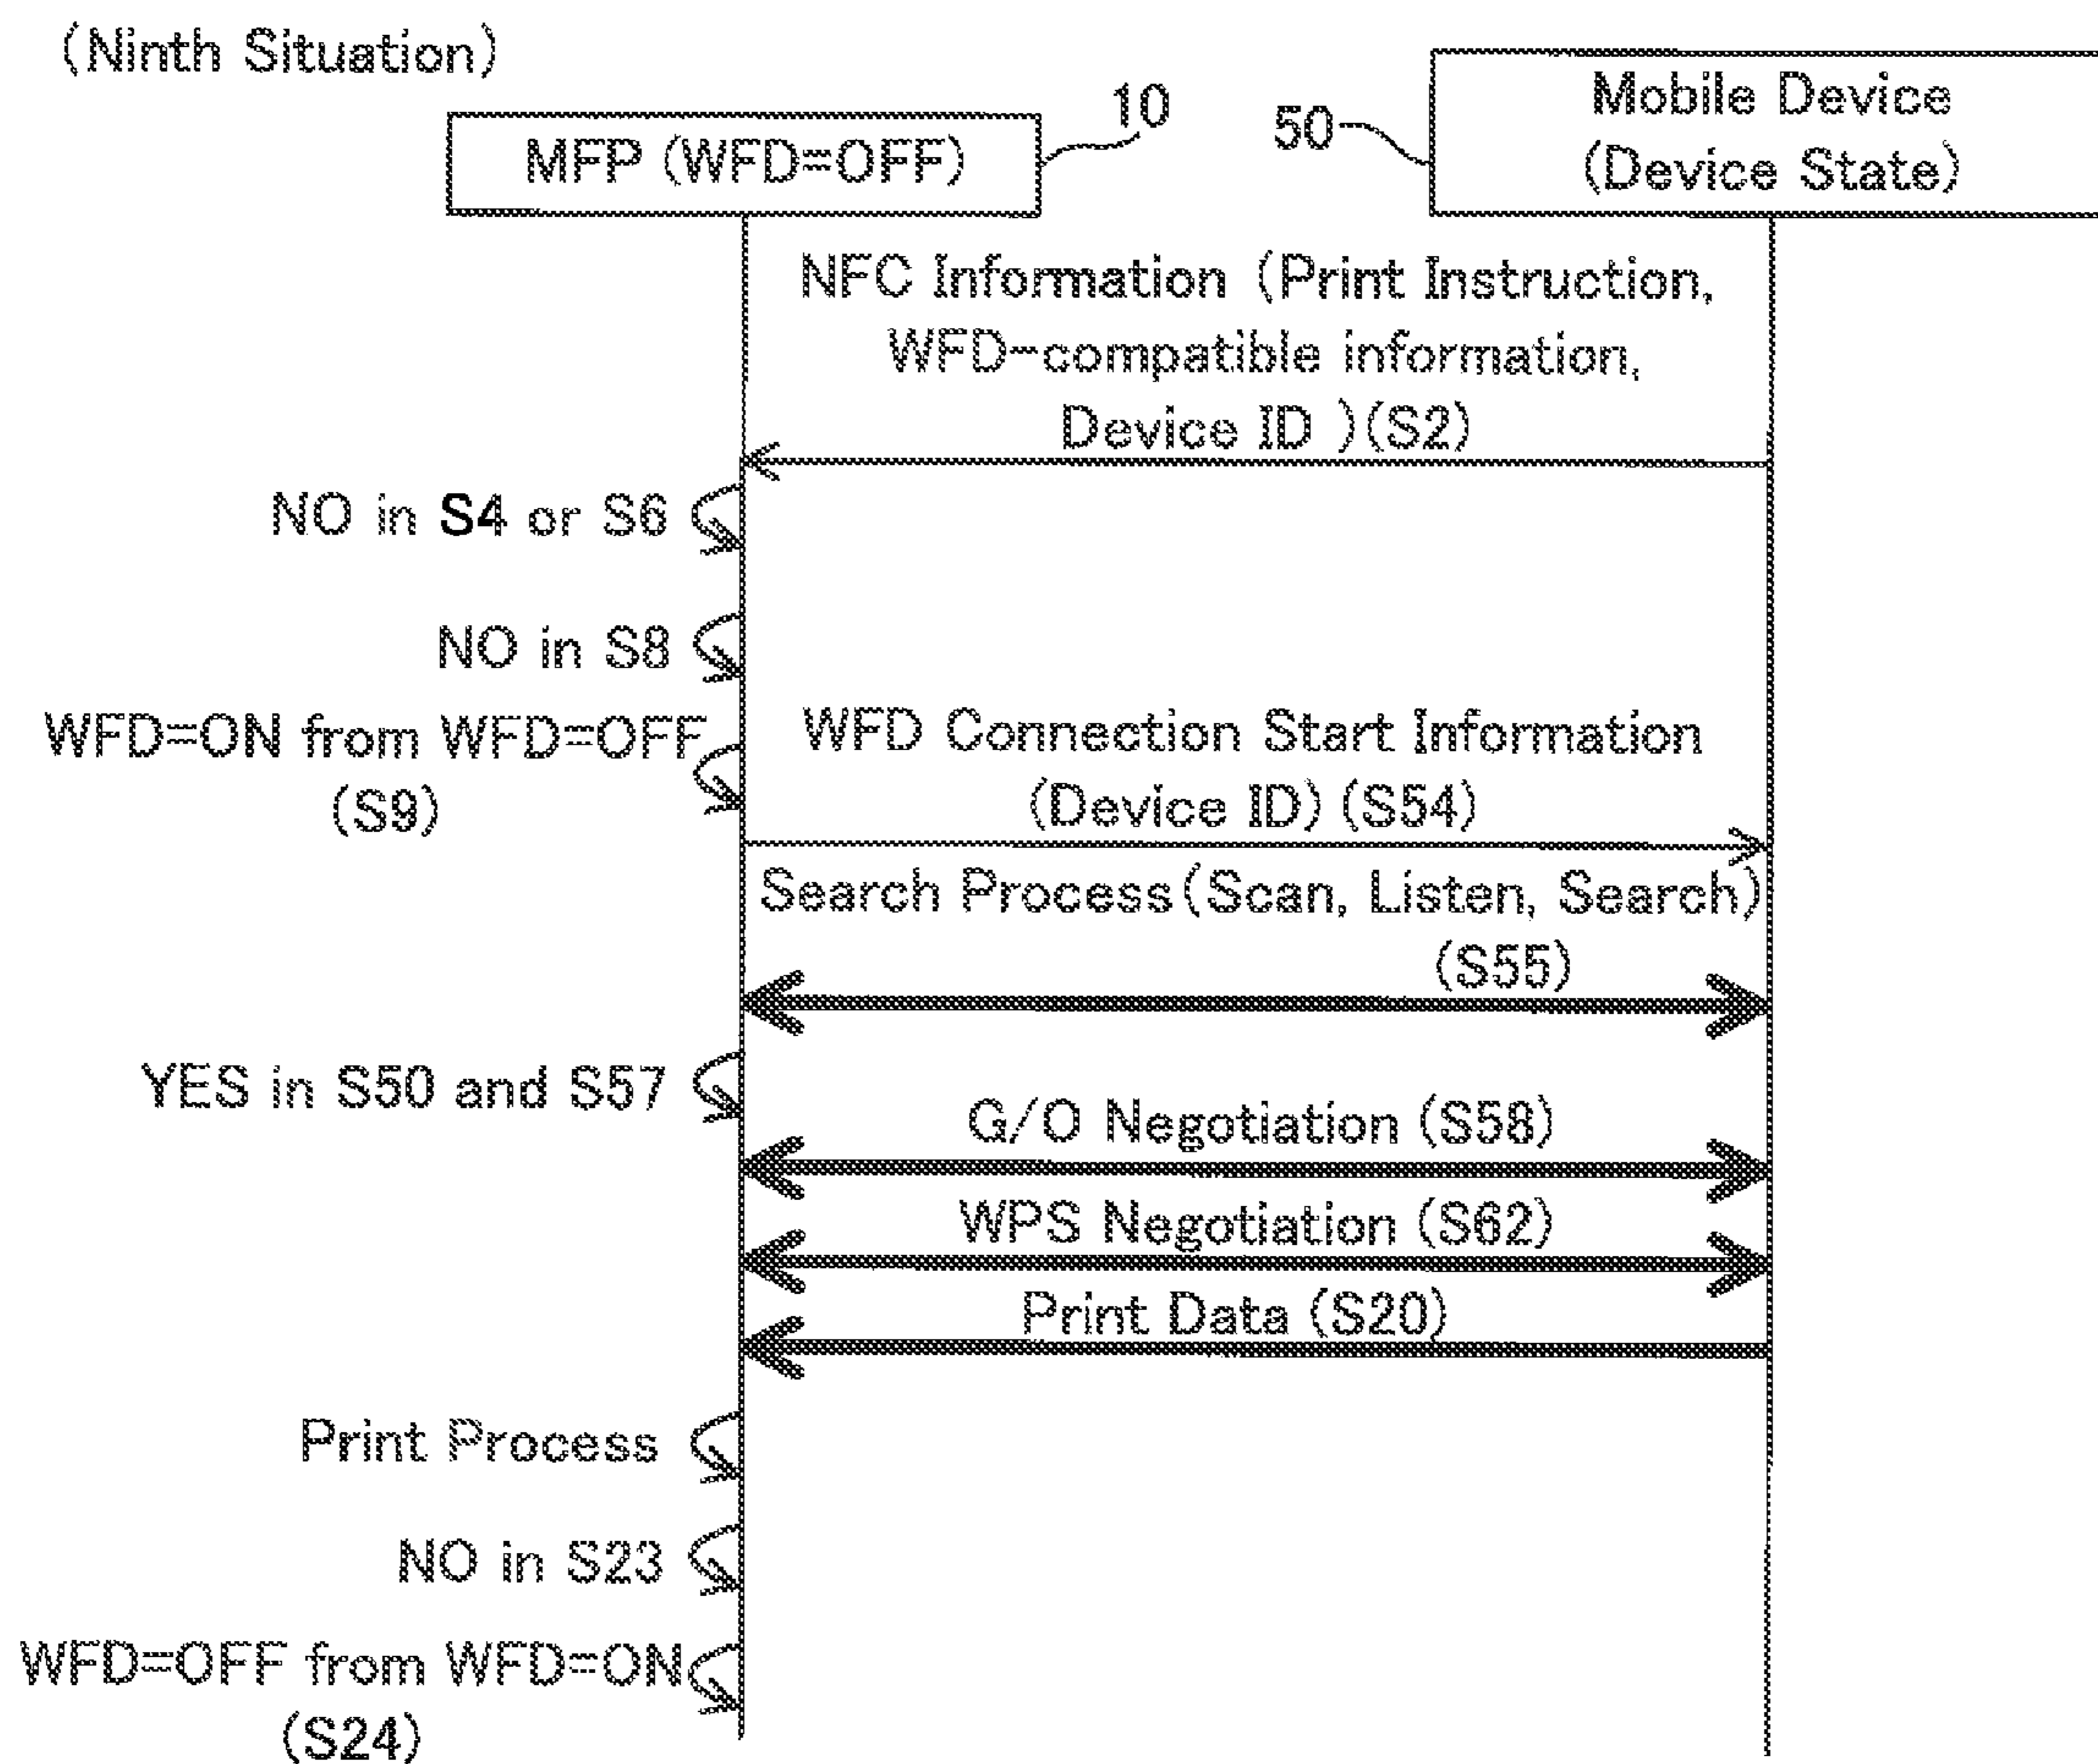 (Ninth Situation)
10
50
Mobile Device
(Device State)
MFP (WFD=OFF)
NFC Information (Print Instruction,
WFD-compatible information,
Device ID )(S2)
NO in S4 or S6
NO in S8
WFD=ON from WFD=OFF
(S9)
WFD Connection Start Information
(Device ID) (S54)
Search Process(Scan, Listen, Search)
(S55)
YES in S50 and S57
G/O Negotiation (S58)
WPS Negotiation (S62)
Print Data (S20)
Print Process
NO in S23
WFD=OFF from WFD=ON
(S24)